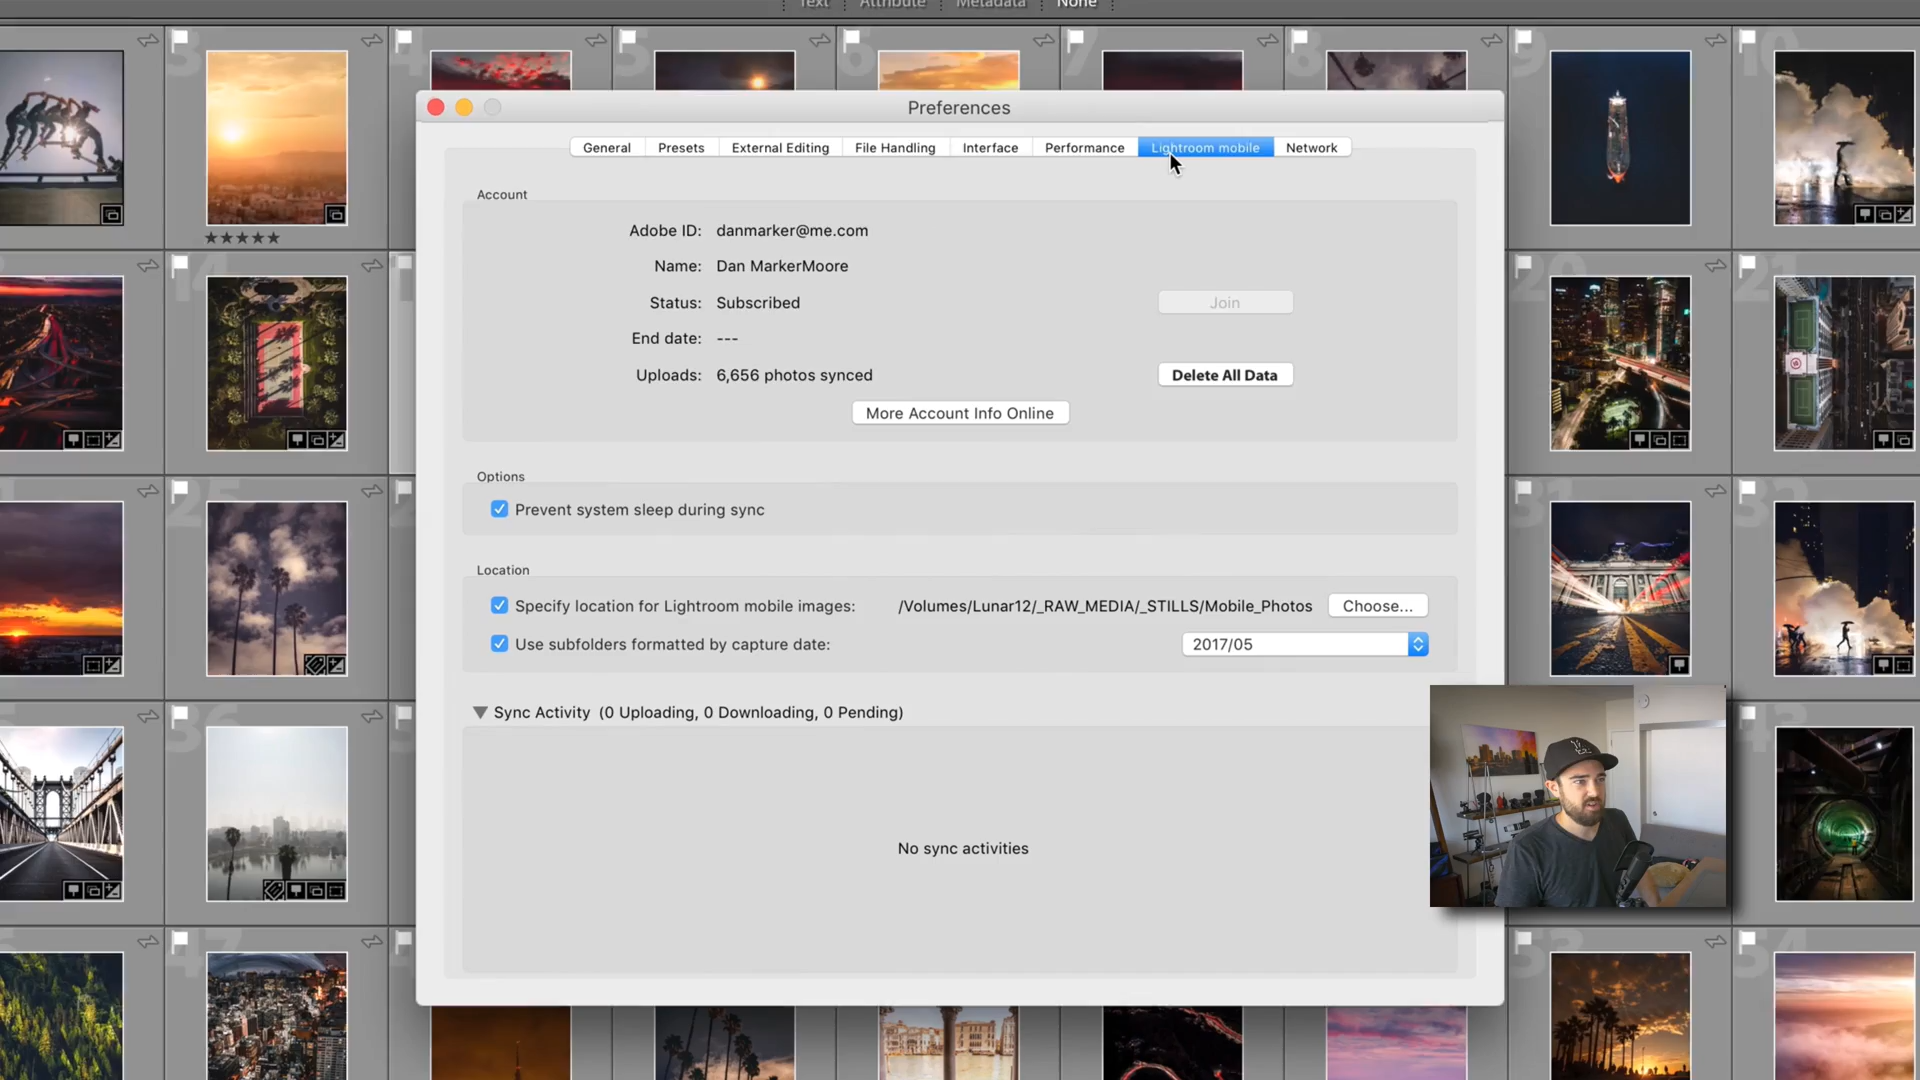 Text Attribute Metadata None
Preferences
General Presets External Editing File Handling Interface Performance Lightroom mobile Network
Account
Adobe ID: danmarker@me.com
Name: Dan MarkerMoore
Status: Subscribed Join
End date: ---
Uploads: 6,656 photos synced Delete All Data
More Account Info Online
Options
Prevent system sleep during sync
Location
Specify location for Lightroom mobile images: /Volumes/Lunar12/_RAW_MEDIA/_STILLS/Mobile_Photos Choose...
Use subfolders formatted by capture date: 2017/05
Sync Activity (0 Uploading, 0 Downloading, 0 Pending)
No sync activities